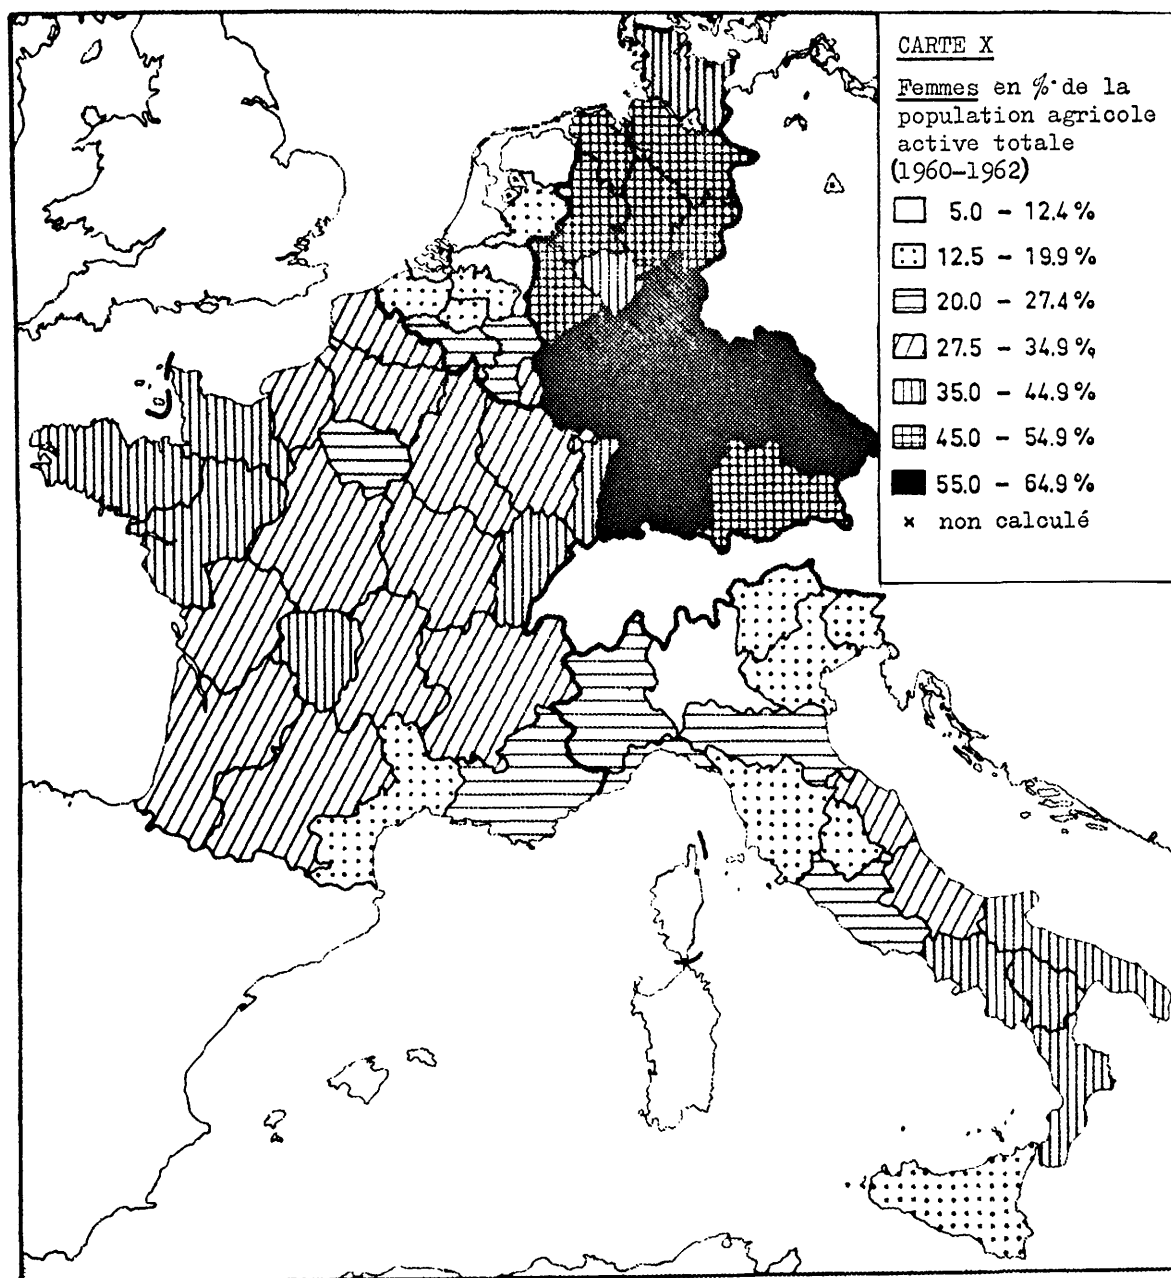 CARTE X
Femmes en % de la
population agricole
active totale
(1960-1962)
5.0 - 12.4%
12.5 - 19.9%
20.0 - 27.4%
27.5 - 34.9%
35.0 - 44.9%
45.0 - 54.9%
55.0 - 64.9%
x non calculé